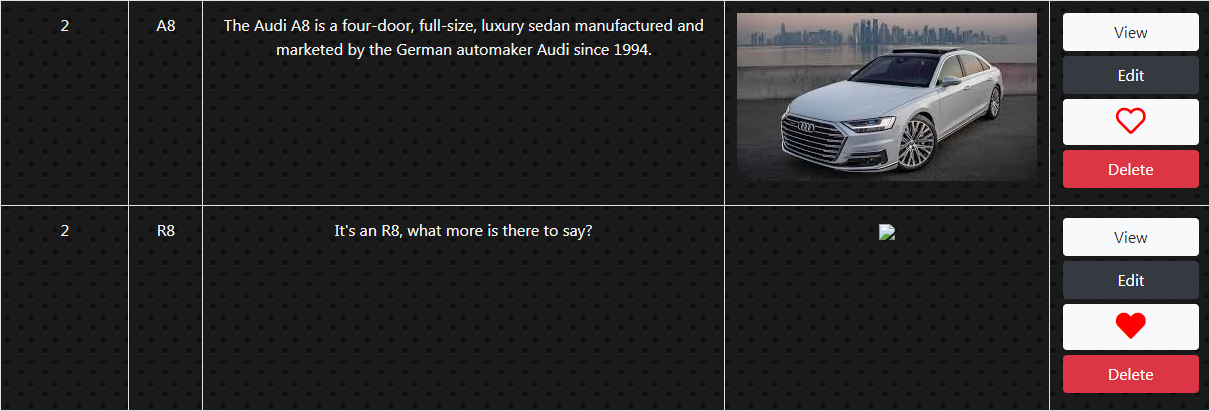 2
A8
The Audi A8 is a four-door, full-size, luxury sedan manufactured and
marketed by the German automaker Audi since 1994.
View
Edit
Delete
2
R8
It's an R8, what more is there to say?
View
Edit
Delete